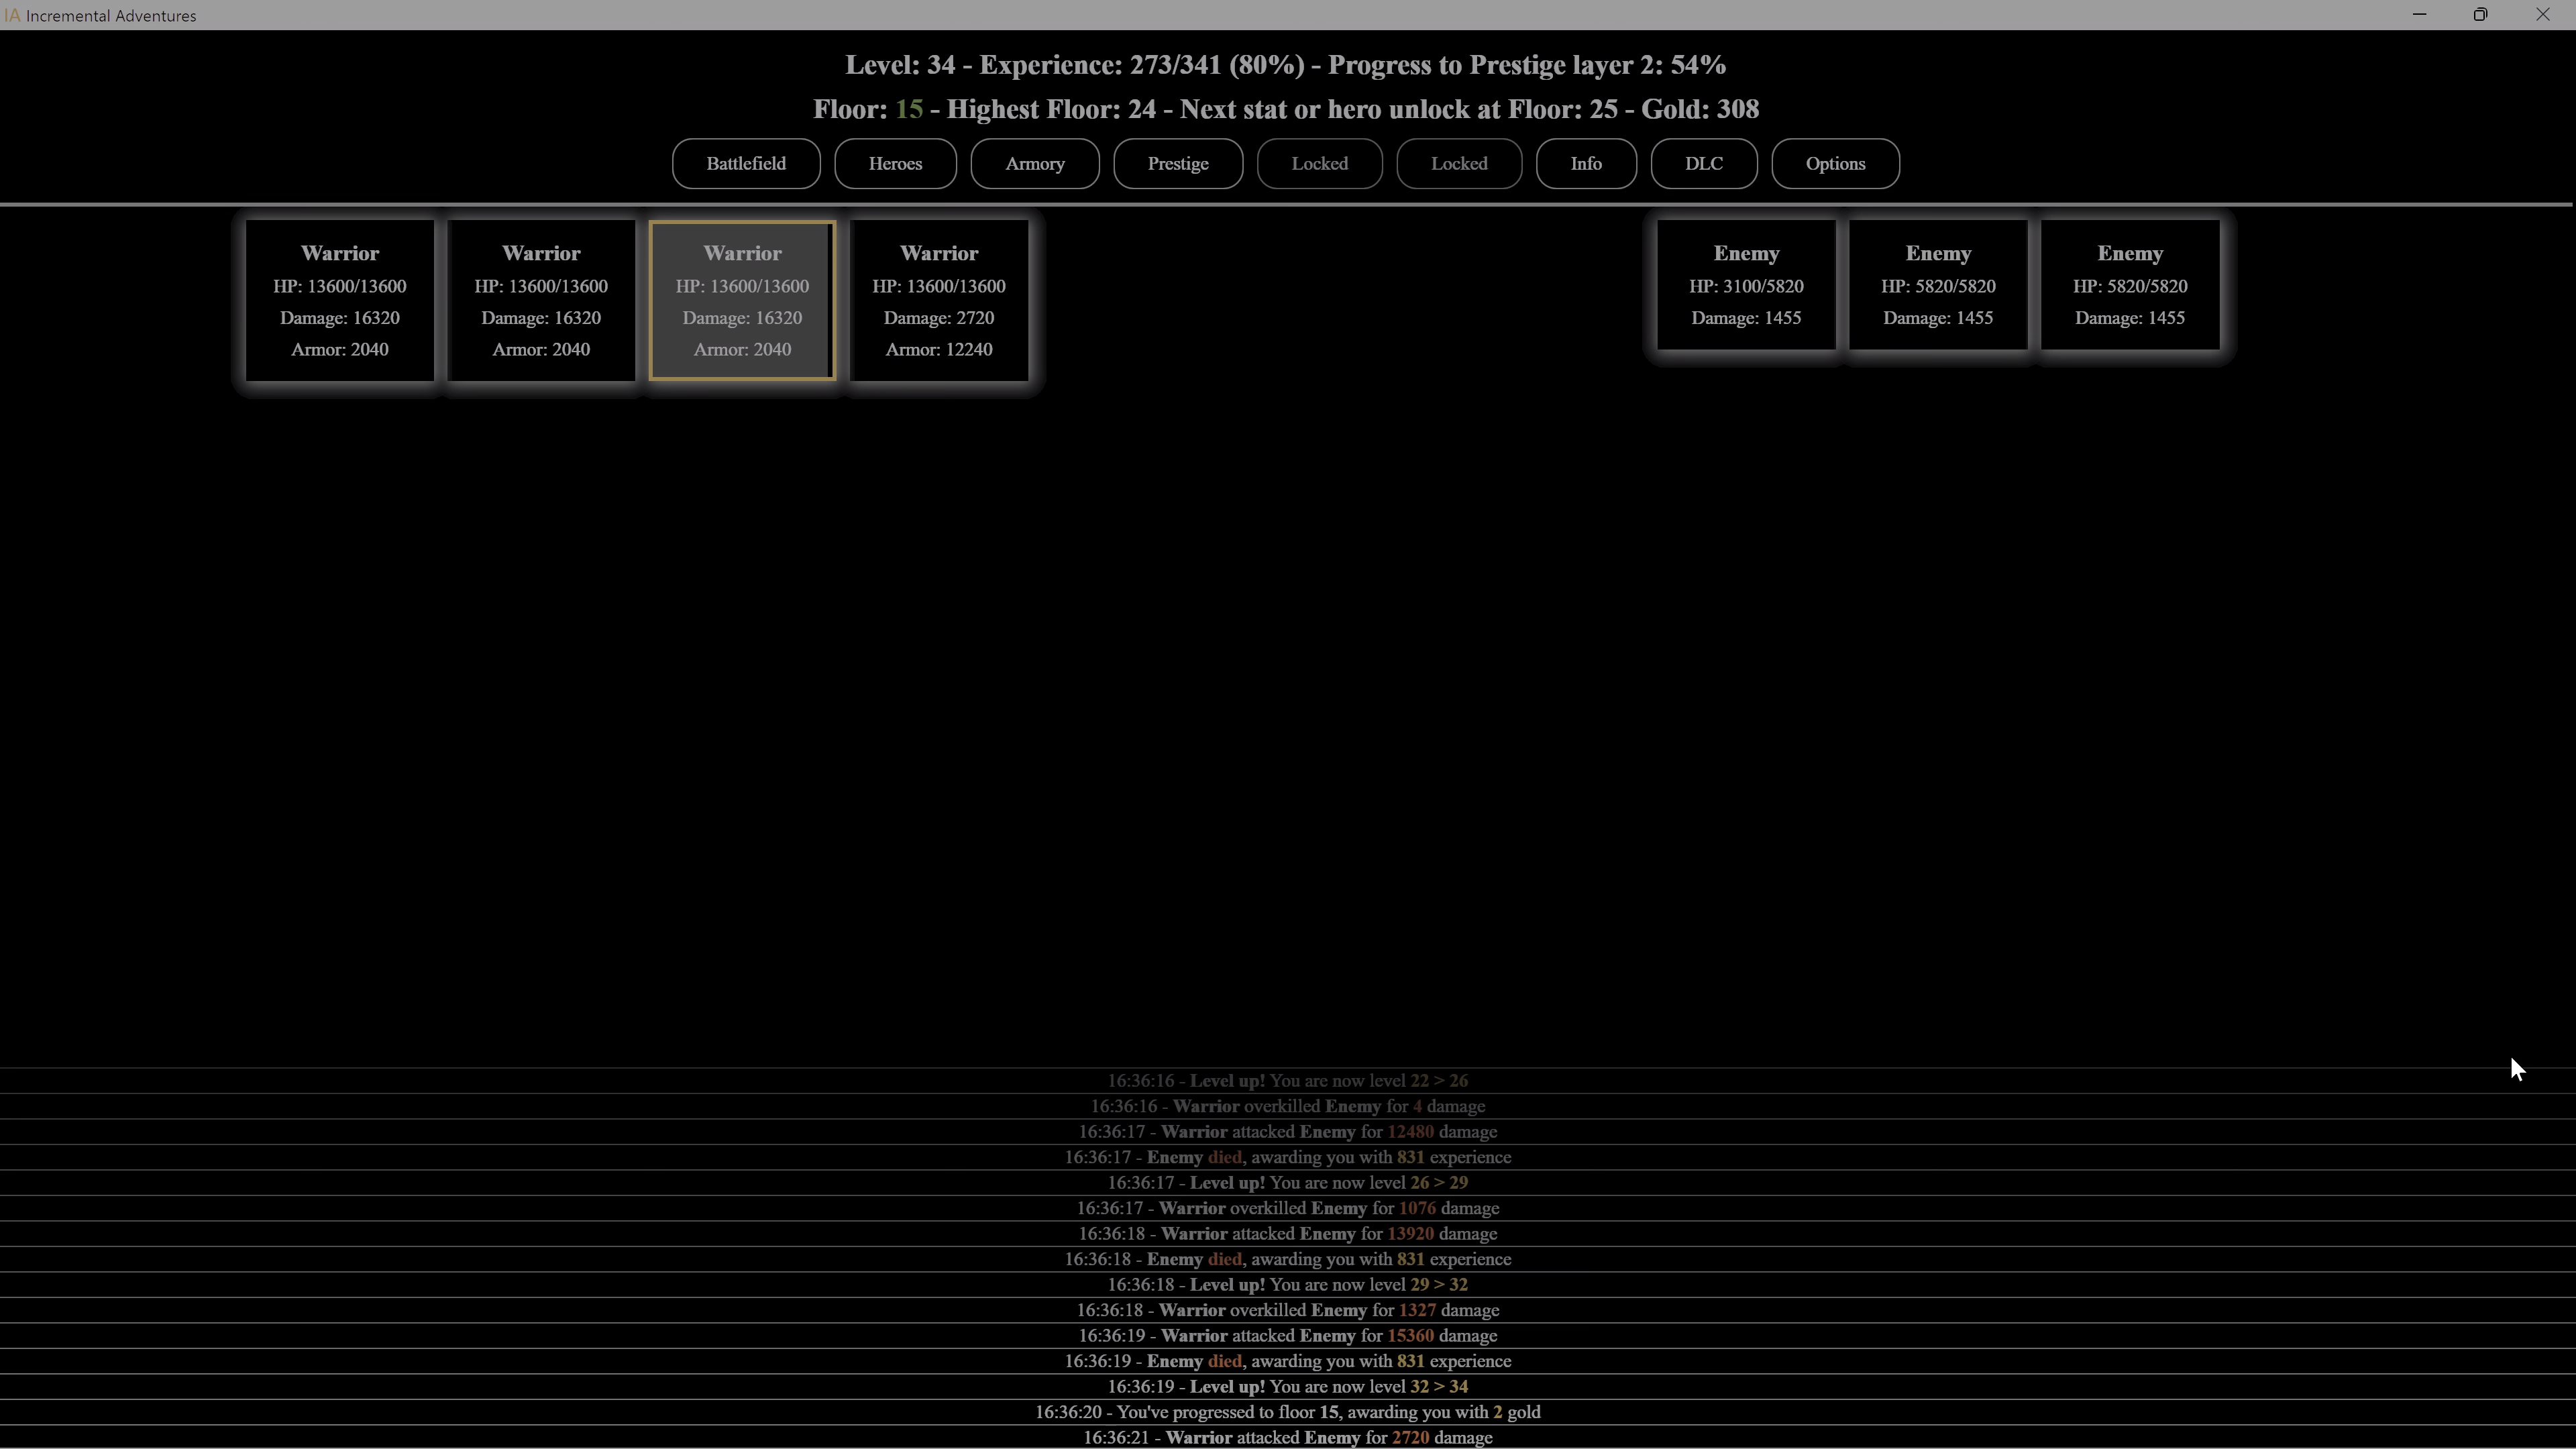 IA Incremental Adventures
Level: 34 - Experience: 273/341 (80%) - Progress to Prestige layer 2: 54%
Floor: 15 - Highest Floor: 24 - Next stat or hero unlock at Floor: 25 - Gold: 308
Battlefield Heroes Armory Prestige Locked Locked Info DLC Options
Warrior Warrior Warrior Warrior Enemy Enemy Enemy
HP: 13600/13600 HP: 13600/13600 HP: 13600/13600 HP: 13600/13600 HP: 3100/5820 HP: 5820/5820 HP: 5820/5820
Damage: 16320 Damage: 16320 Damage: 16320 Damage: 2720 Damage: 1455 Damage: 1455 Damage: 1455
Armor: 2040 Armor: 2040 Armor: 2040 Armor: 12240
16:36:16 - Level up! You are now level 22 > 26
16:36:16 - Warrior overkilled Enemy for 4 damage
16:36:17 - Warrior attacked Enemy for 12480 damage
16:36:17 - Enemy died, awarding you with 831 experience
16:36:17 - Level up! You are now level 26 > 29
16:36:17 - Warrior overkilled Enemy for 1076 damage
16:36:18 - Warrior attacked Enemy for 13920 damage
16:36:18 - Enemy died, awarding you with 831 experience
16:36:18 - Level up! You are now level 29 > 32
16:36:18 - Warrior overkilled Enemy for 1327 damage
16:36:19 - Warrior attacked Enemy for 15360 damage
16:36:19 - Enemy died, awarding you with 831 experience
16:36:19 - Level up! You are now level 32 > 34
16:36:20 - You've progressed to floor 15, awarding you with 2 gold
16:36:21 - Warrior attacked Enemy for 2720 damage